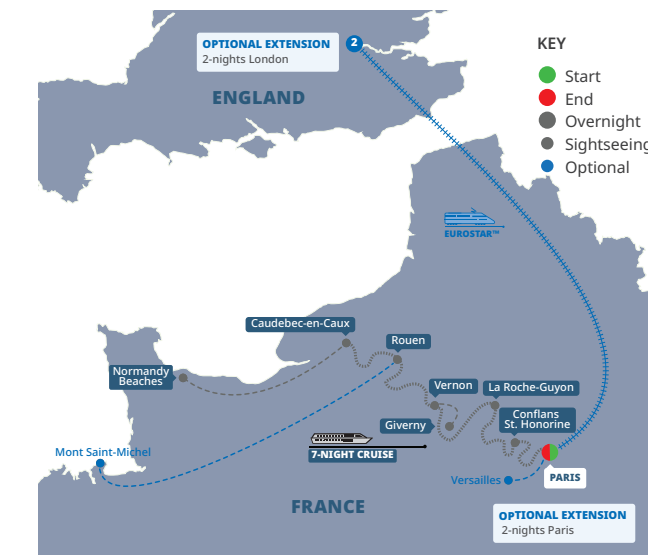 OPTIONAL EXTENSION
2-nights London
2
ENGLAND
KEY
Start
End
Overnight
Sightseeing
Optional
EUROSTAR™
Caudebec-en-Caux
Rouen
Normandy
Beaches
Vernon
La Roche-Guyon
Giverny
Conflans
St. Honorine
7-NIGHT CRUISE
Mont Saint-Michel
Versailles
PARIS
FRANCE
OPTIONAL EXTENSION
2-nights Paris